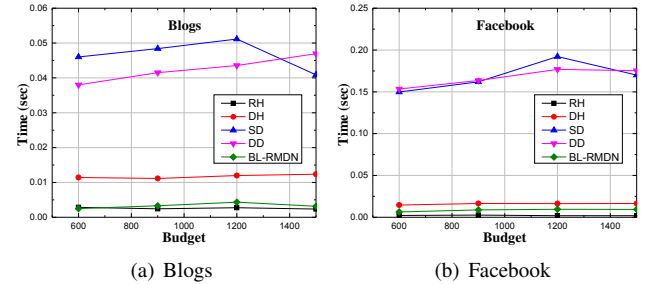 Blogs
0.06
0.05
0.04
0.03
0.02
0.01
0.00
Time (sec)
RH
DH
SD
DD
BL-RMDN
600 800 1000 1200 1400
Budget
(a) Blogs
Facebook
0.25
0.20
0.15
0.10
0.05
0.00
Time (sec)
RH
DH
SD
DD
BL-RMDN
600 800 1000 1200 1400
Budget
(b) Facebook